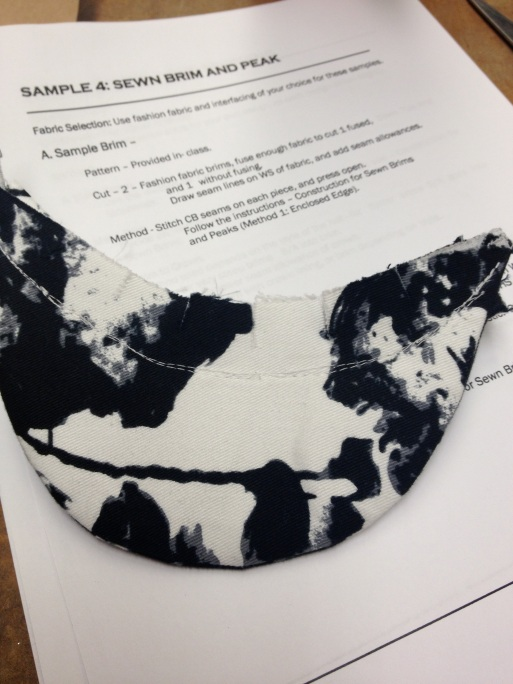 SAMPLE 4: SEWN BRIM AND PEAK
Fabric Selection: Use fashion fabric and interfacing of your choice for these samples.
A. Sample Brim –
Pattern – Provided in- class.
Cut – 2 – Fashion fabric brims, fuse enough fabric to cut 1 fused,
and 1 without fusing.
Draw seam lines on WS of fabric, and add seam allowances.
Method - Stitch CB seams on each piece, and press open.
Follow the instructions – Construction for Sewn Brims
and Peaks (Method 1: Enclosed Edge).
or Sewn